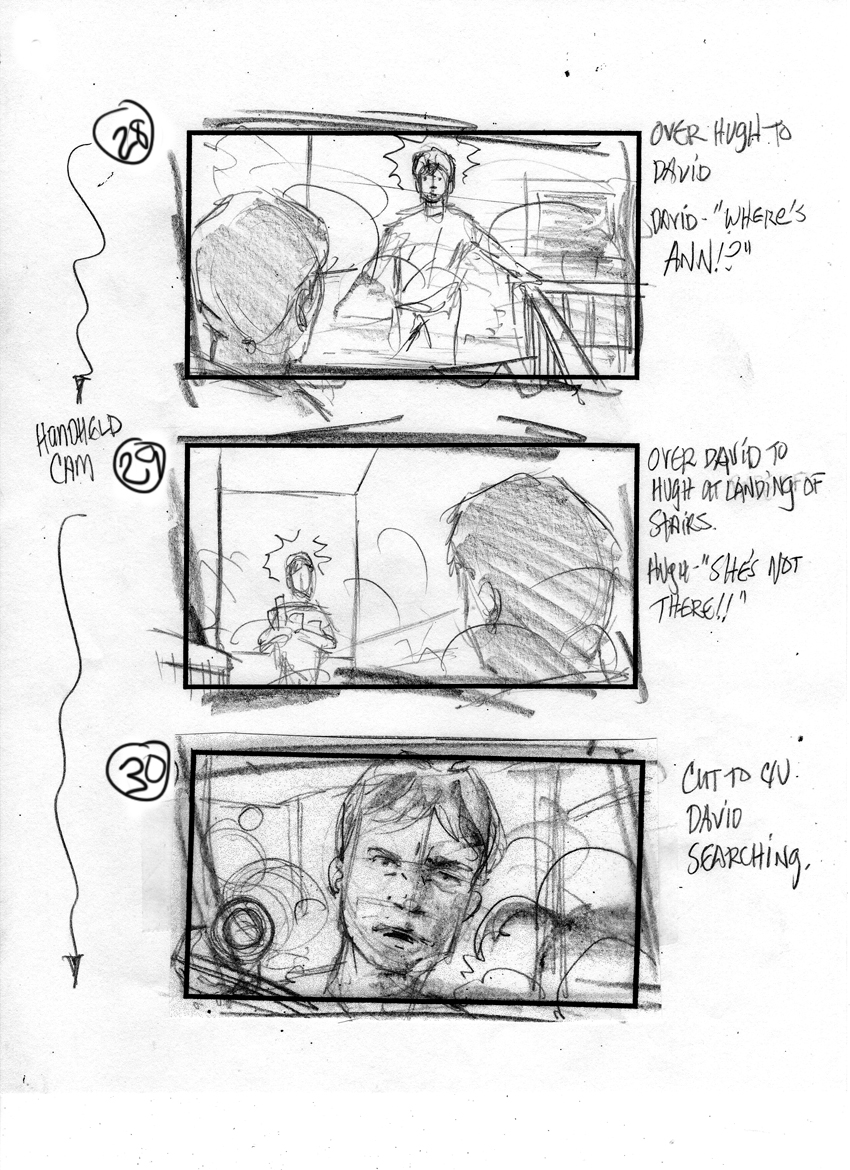 28
OVER HUGH TO
DAVID
DAVID-"WHERE'S
ANN!?"
HANDHELD
CAM
29
OVER DAVID TO
HUGH at LANDING OF
STAIRS.
HUGH-"SHE'S NOT
THERE!!"
30
CUT TO C/U
DAVID
SEARCHING.